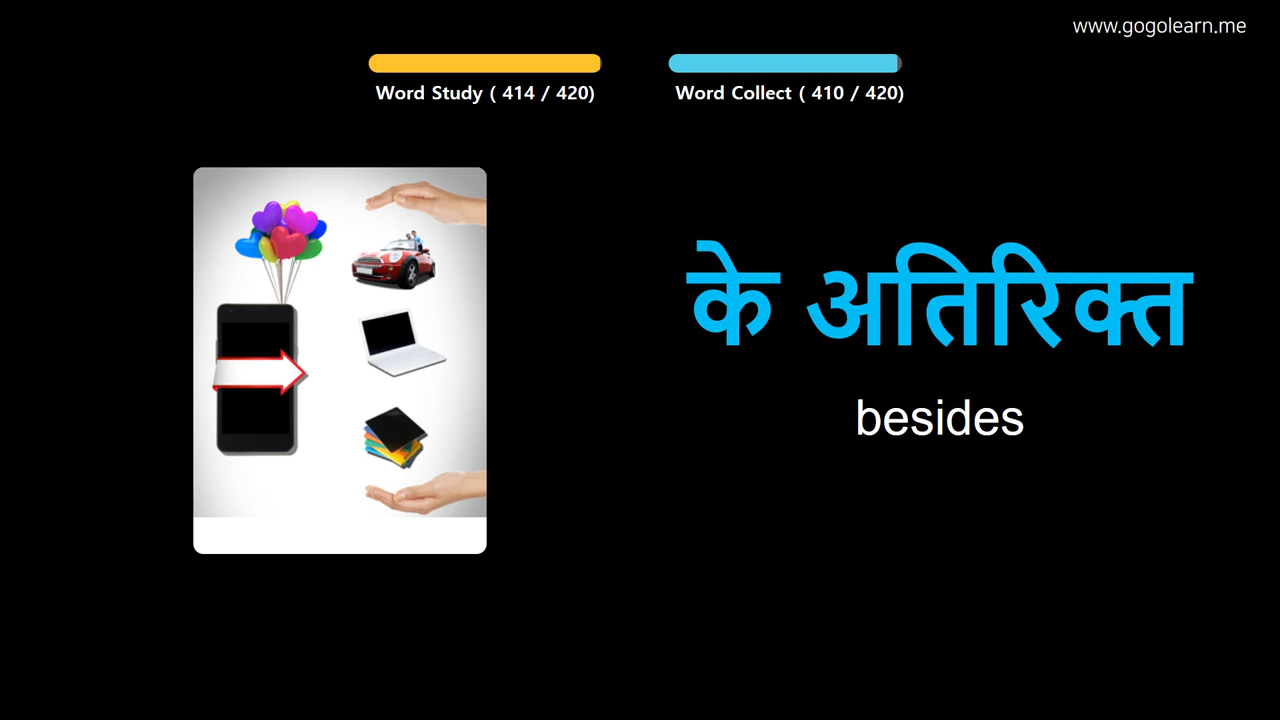 www.gogolearn.me
Word Study ( 414 / 420)
Word Collect ( 410 / 420)
के अतिरिक्त
besides